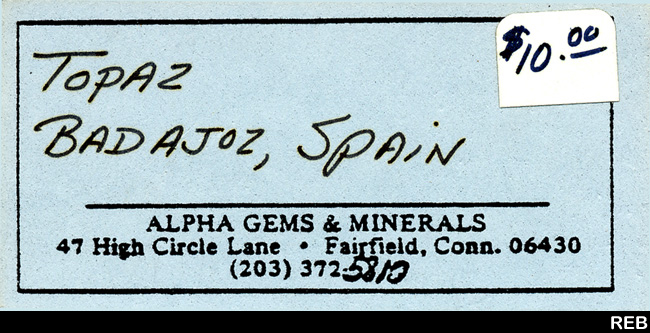 $10.00
Topaz
Badajoz, Spain
ALPHA GEMS & MINERALS
47 High Circle Lane • Fairfield, Conn. 06430
(203) 372-5810
REB